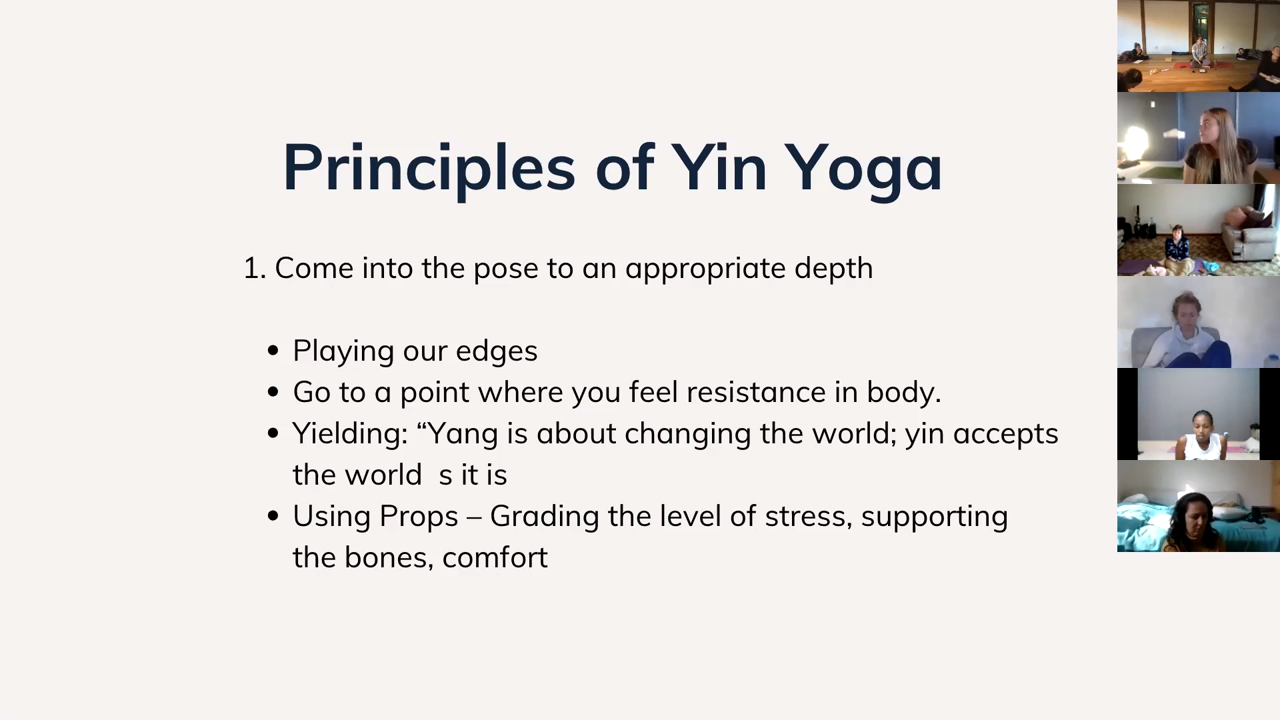 Principles of Yin Yoga
1. Come into the pose to an appropriate depth
• Playing our edges
• Go to a point where you feel resistance in body.
• Yielding: “Yang is about changing the world; yin accepts
the world  s it is
• Using Props – Grading the level of stress, supporting
the bones, comfort